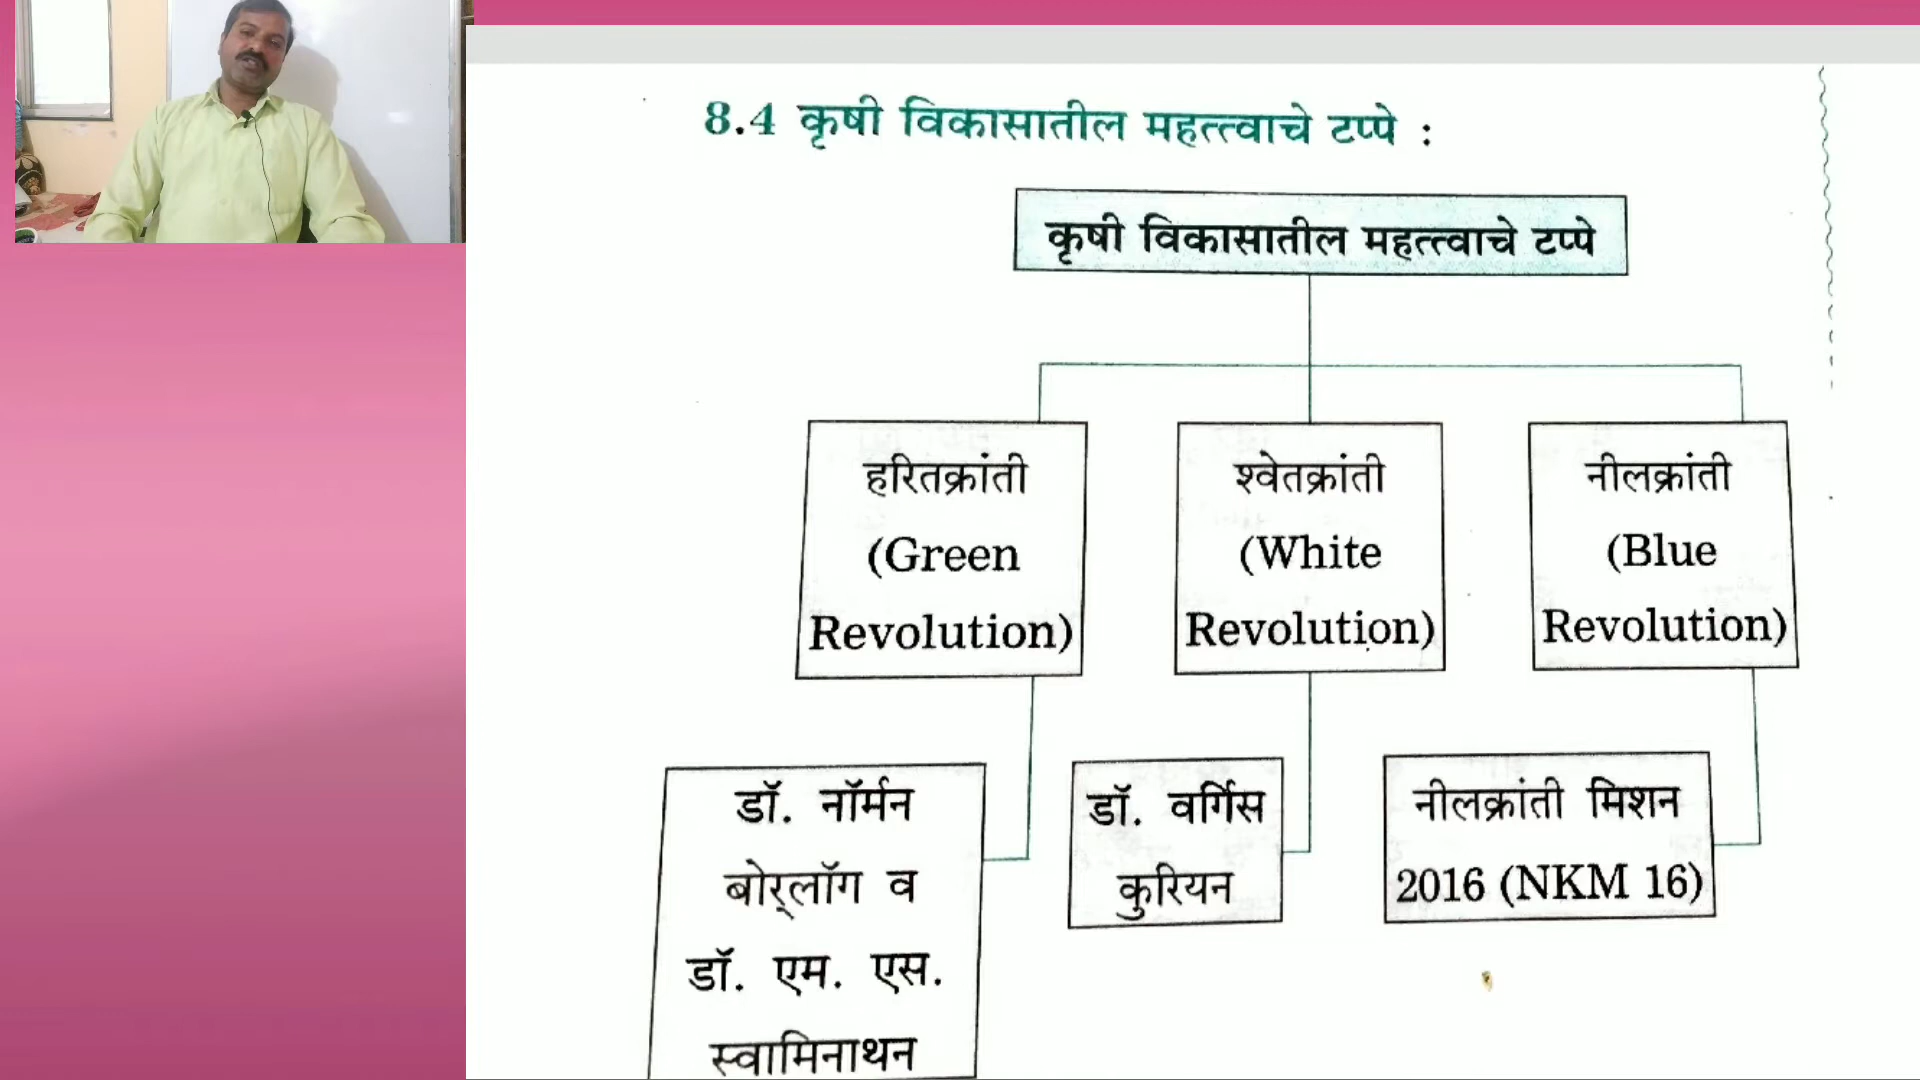 8.4 कृषी विकासातील महत्त्वाचे टप्पे :
कृषी विकासातील महत्त्वाचे टप्पे
हरितक्रांती
(Green
Revolution)
श्वेतक्रांती
(White
Revolution)
नीलक्रांती
(Blue
Revolution)
डॉ. नॉर्मन
बोर्‍लॉग व
डॉ. एम. एस.
स्वामिनाथन
डॉ. वर्गिस
कुरियन
नीलक्रांती मिशन
2016 (NKM 16)